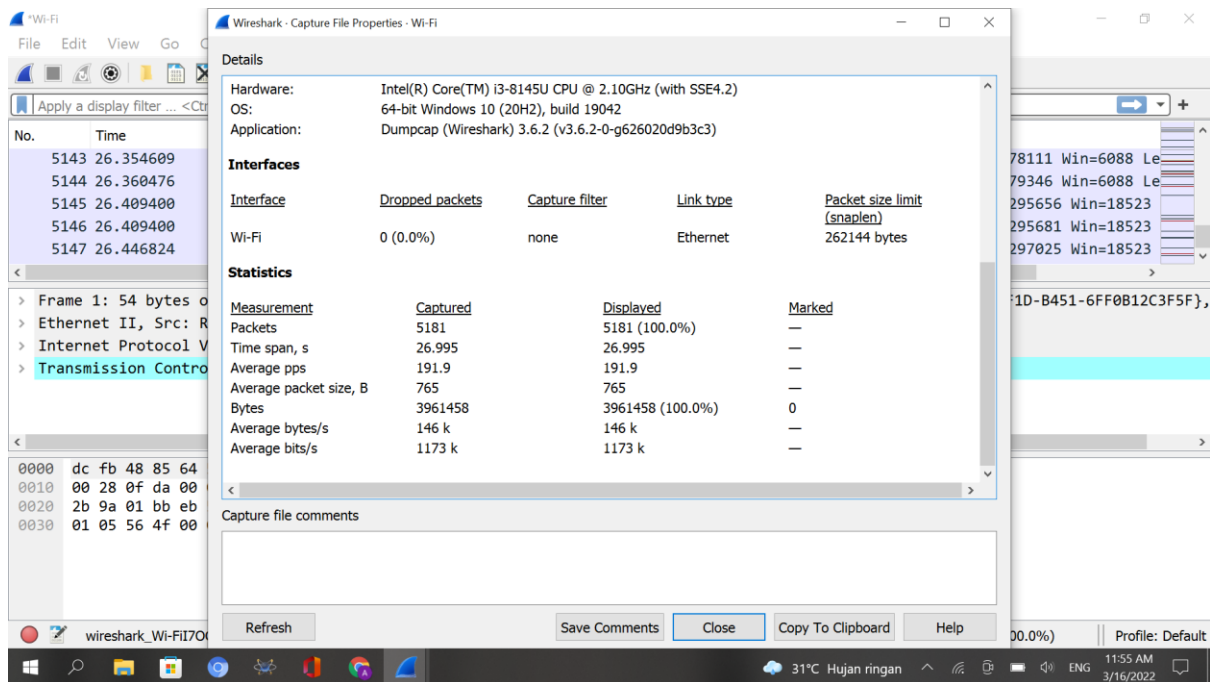 *Wi-Fi
File Edit View Go
Apply a display filter ... <Ctr
+
No. Time
5143 26.354609 78111 Win=6088 Le
5144 26.360476 79346 Win=6088 Le
5145 26.409400 295656 Win=18523
5146 26.409400 295681 Win=18523
5147 26.446824 297025 Win=18523
> Frame 1: 54 bytes o F1D-B451-6FF0B12C3F5F},
> Ethernet II, Src: R
> Internet Protocol V
> Transmission Contro
0000 dc fb 48 85 64
0010 00 28 0f da 00
0020 2b 9a 01 bb eb
0030 01 05 56 4f 00
Wireshark · Capture File Properties · Wi-Fi
Details
Hardware: Intel(R) Core(TM) i3-8145U CPU @ 2.10GHz (with SSE4.2)
OS: 64-bit Windows 10 (20H2), build 19042
Application: Dumpcap (Wireshark) 3.6.2 (v3.6.2-0-g626020d9b3c3)
Interfaces
Interface Dropped packets Capture filter Link type Packet size limit
(snaplen)
Wi-Fi 0 (0.0%) none Ethernet 262144 bytes
Statistics
Measurement Captured Displayed Marked
Packets 5181 5181 (100.0%) —
Time span, s 26.995 26.995 —
Average pps 191.9 191.9 —
Average packet size, B 765 765 —
Bytes 3961458 3961458 (100.0%) 0
Average bytes/s 146 k 146 k —
Average bits/s 1173 k 1173 k —
Capture file comments
Refresh Save Comments Close Copy To Clipboard Help
wireshark_Wi-FiI7O 00.0%) Profile: Default
31°C Hujan ringan ENG 11:55 AM
3/16/2022